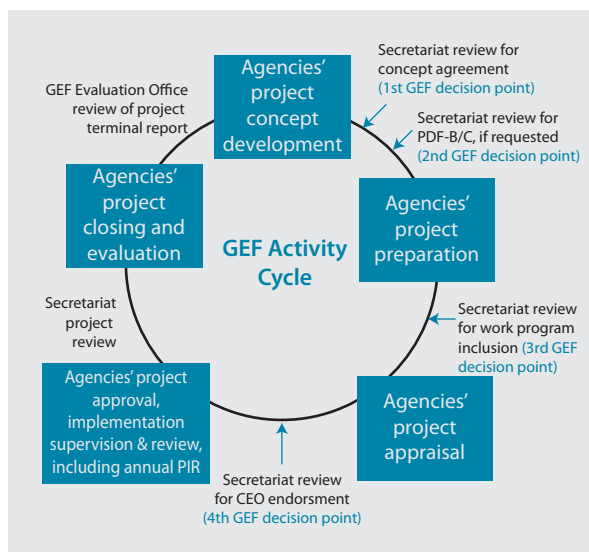 Agencies'
project
concept
development
Secretariat review for
concept agreement
(1st GEF decision point)
Secretariat review for
PDF-B/C, if requested
(2nd GEF decision point)
Agencies'
project
preparation
Secretariat review
for work program
inclusion (3rd GEF
decision point)
Agencies'
project
appraisal
Secretariat review
for CEO endorsment
(4th GEF decision point)
Agencies' project
approval,
implementation
supervision & review,
including annual PIR
Secretariat
project
review
Agencies'
project
closing and
evaluation
GEF Evaluation Office
review of project
terminal report
GEF Activity
Cycle